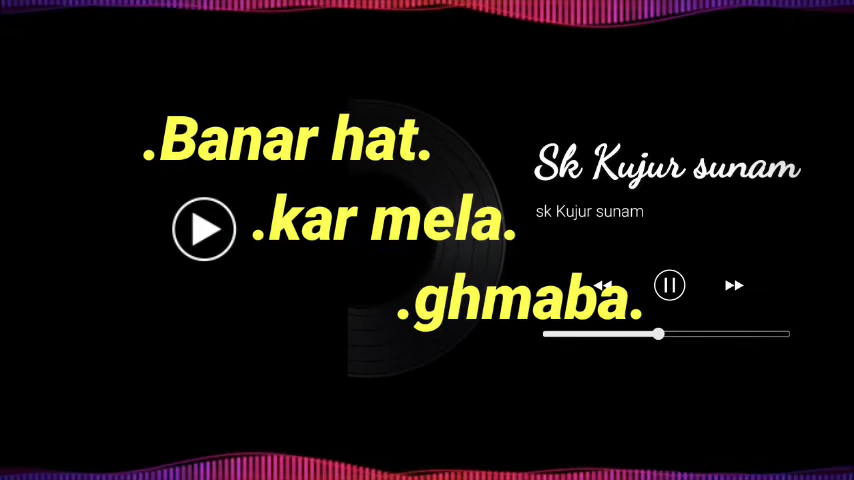 .Banar hat.
.kar mela.
.ghmaba.
Sk Kujur sunam
sk Kujur sunam